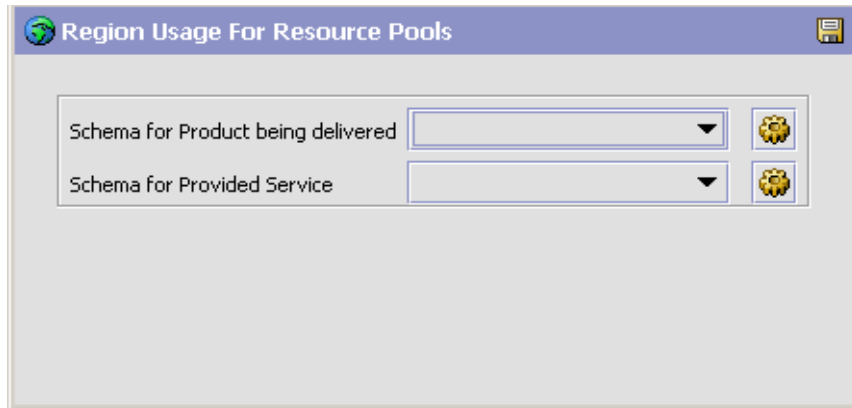 Region Usage For Resource Pools
Schema for Product being delivered
Schema for Provided Service